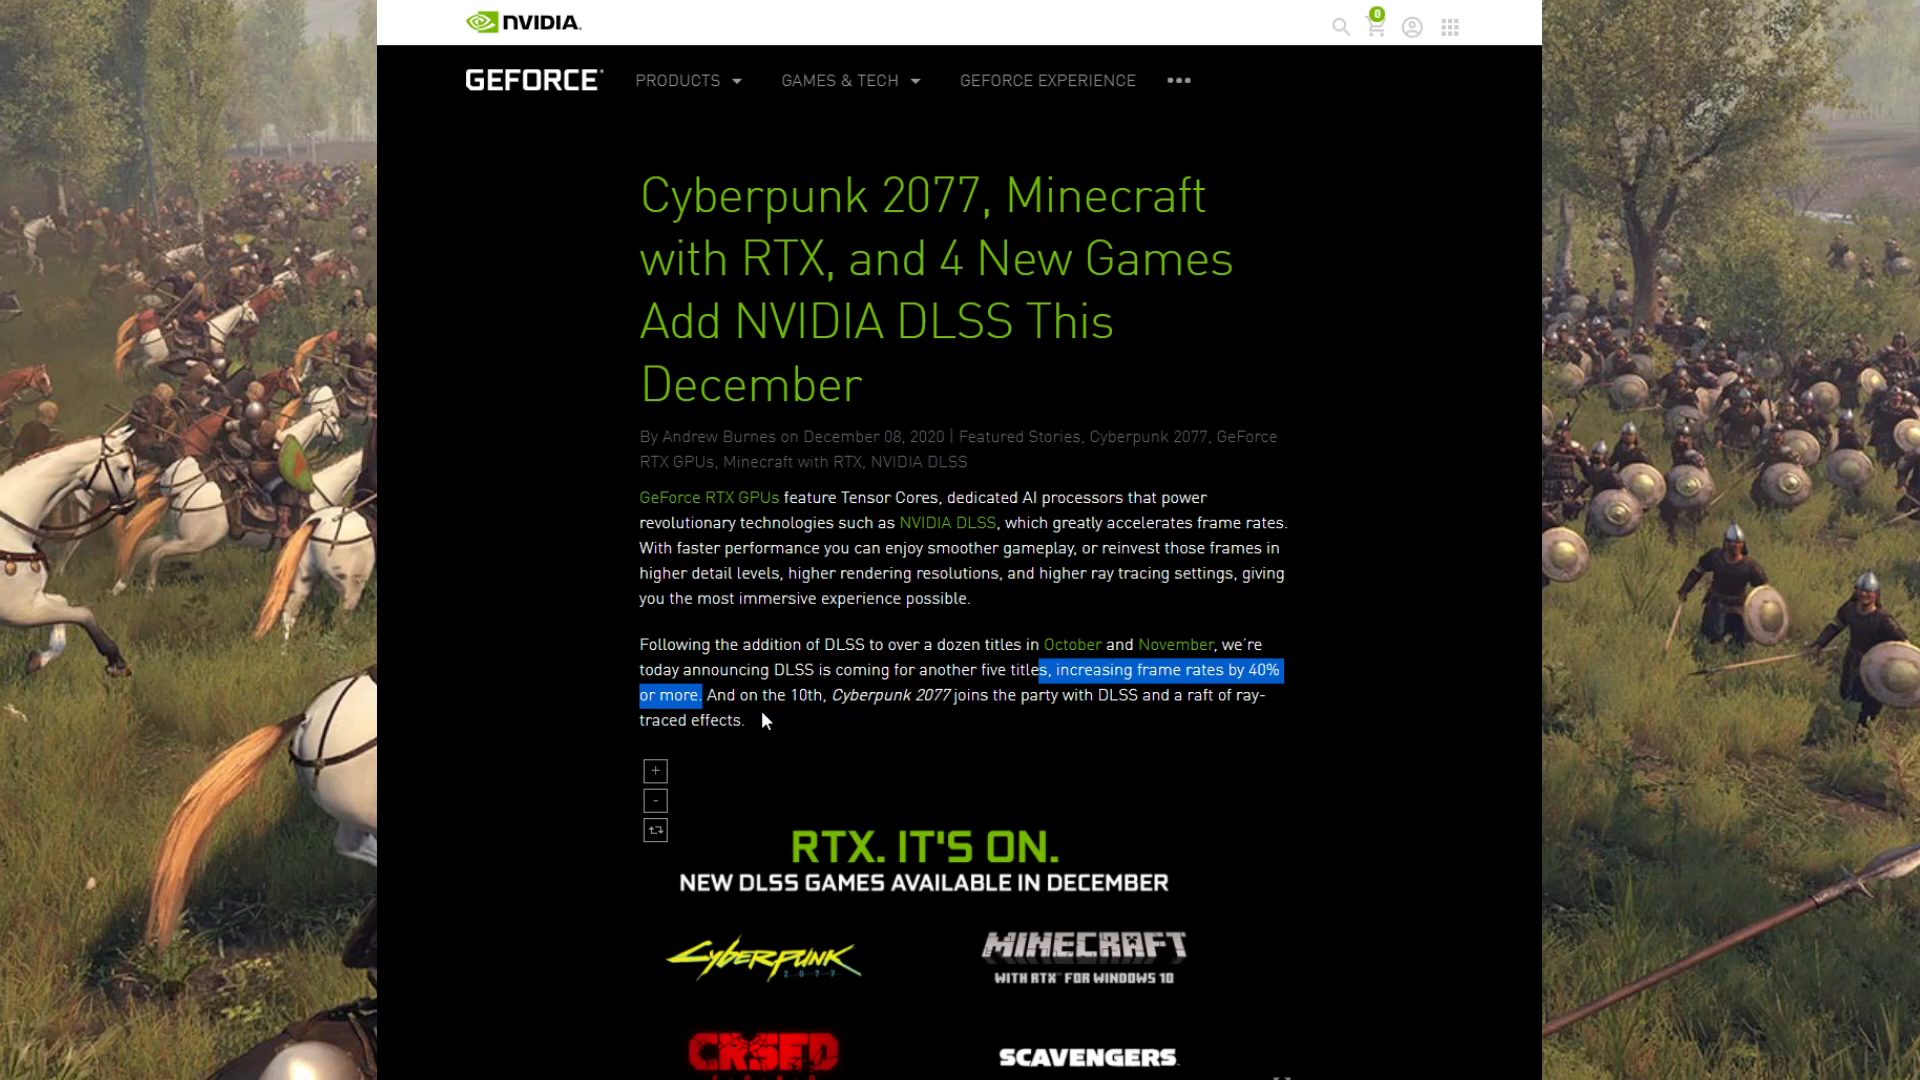 NVIDIA.
0
GEFORCE
PRODUCTS
GAMES & TECH
GEFORCE EXPERIENCE
•••
Cyberpunk 2077, Minecraft
with RTX, and 4 New Games
Add NVIDIA DLSS This
December
By Andrew Burnes on December 08, 2020 | Featured Stories, Cyberpunk 2077, GeForce
RTX GPUs, Minecraft with RTX, NVIDIA DLSS
GeForce RTX GPUs feature Tensor Cores, dedicated AI processors that power
revolutionary technologies such as NVIDIA DLSS, which greatly accelerates frame rates.
With faster performance you can enjoy smoother gameplay, or reinvest those frames in
higher detail levels, higher rendering resolutions, and higher ray tracing settings, giving
you the most immersive experience possible.
Following the addition of DLSS to over a dozen titles in October and November, we're
today announcing DLSS is coming for another five titles, increasing frame rates by 40%
or more. And on the 10th, Cyberpunk 2077 joins the party with DLSS and a raft of ray-
traced effects.
+
-
RTX. IT'S ON.
NEW DLSS GAMES AVAILABLE IN DECEMBER
CYBERPUNK
2077
MINECRAFT
WITH RTX™ FOR WINDOWS 10
CRSED
SCAVENGERS